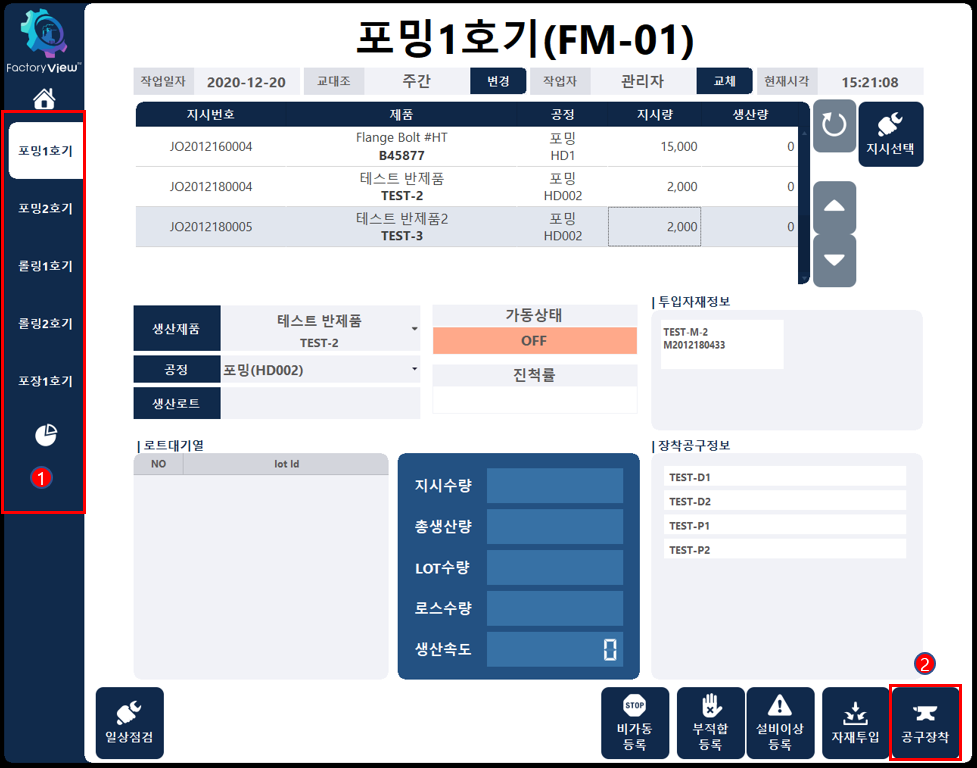 포밍1호기(FM-01)
FactoryView™
작업일자 2020-12-20 교대조 주간 변경 작업자 관리자 교체 현재시각 15:21:08
포밍1호기
포밍2호기
롤링1호기
롤링2호기
포장1호기
1
지시번호 제품 공정 지시량 생산량
JO2012160004 Flange Bolt #HT B45877 포밍 HD1 15,000 0
JO2012180004 테스트 반제품 TEST-2 포밍 HD002 2,000 0
JO2012180005 테스트 반제품2 TEST-3 포밍 HD002 2,000 0
지시선택
생산제품 테스트 반제품
TEST-2
공정 포밍(HD002)
생산로트
가동상태
OFF
진척률
투입자재정보
TEST-M-2
M2012180433
로트대기열
NO lot Id
지시수량
총생산량
LOT수량
로스수량
생산속도 0
장착공구정보
TEST-D1
TEST-D2
TEST-P1
TEST-P2
2
일상점검
STOP
비가동
등록
부적합
등록
설비이상
등록
자재투입
공구장착